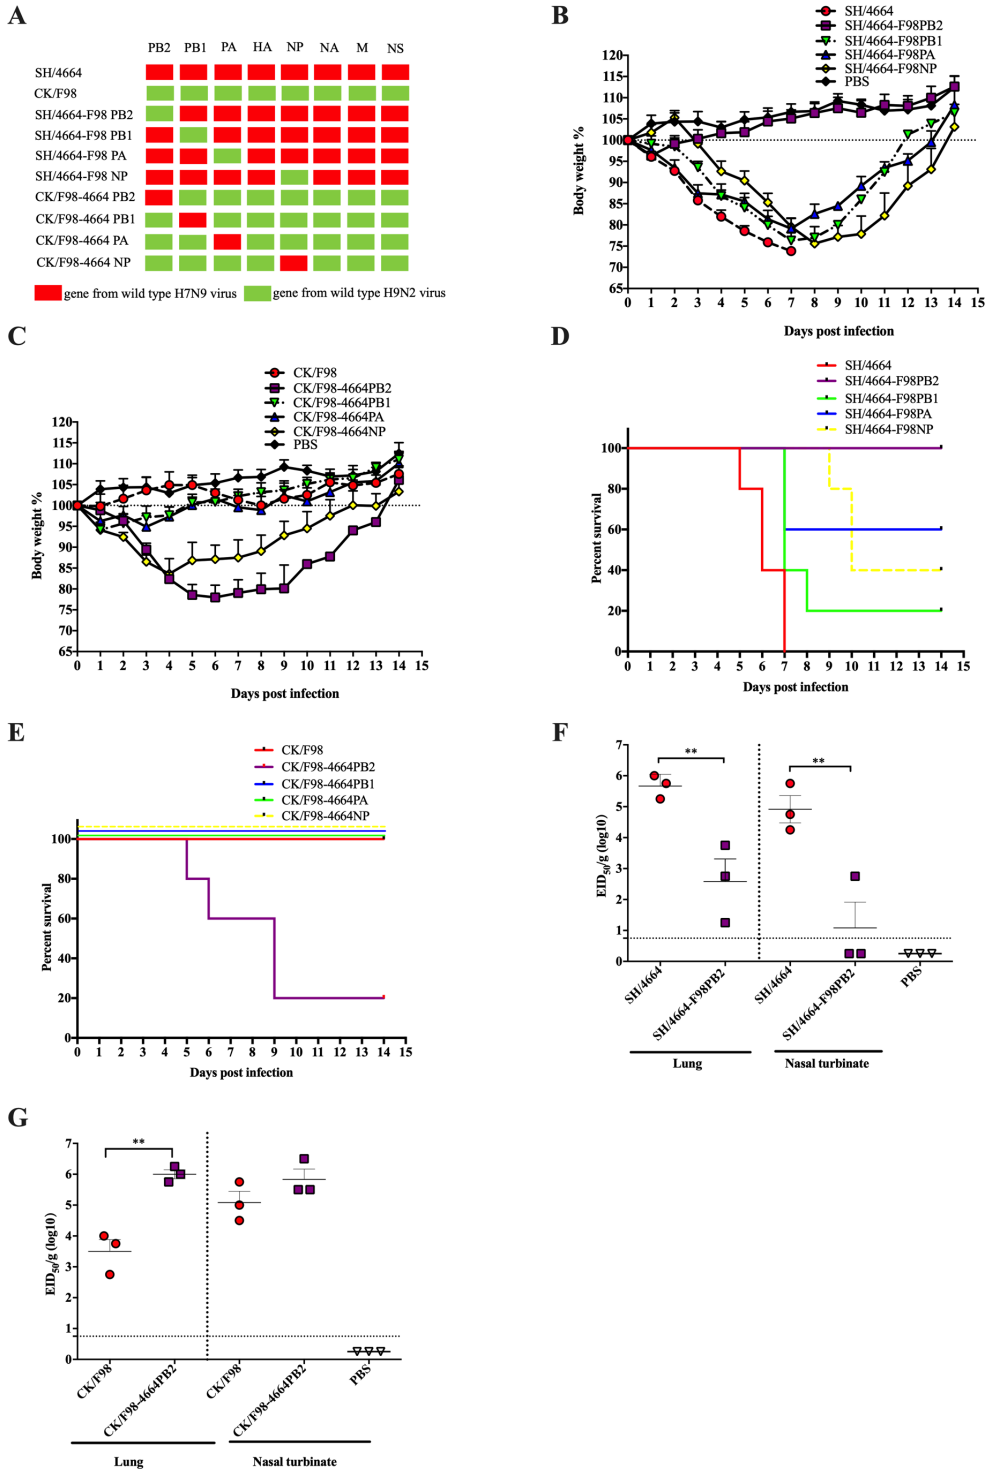 A
PB2 PB1 PA HA NP NA M NS
SH/4664
CK/F98
SH/4664-F98 PB2
SH/4664-F98 PB1
SH/4664-F98 PA
SH/4664-F98 NP
CK/F98-4664 PB2
CK/F98-4664 PB1
CK/F98-4664 PA
CK/F98-4664 NP
gene from wild type H7N9 virus
gene from wild type H9N2 virus
B
SH/4664
SH/4664-F98PB2
SH/4664-F98PB1
SH/4664-F98PA
SH/4664-F98NP
PBS
Body weight %
120
115
110
105
100
95
90
85
80
75
70
65
0 1 2 3 4 5 6 7 8 9 10 11 12 13 14 15
Days post infection
C
CK/F98
CK/F98-4664PB2
CK/F98-4664PB1
CK/F98-4664PA
CK/F98-4664NP
PBS
Body weight %
120
115
110
105
100
95
90
85
80
75
70
65
0 1 2 3 4 5 6 7 8 9 10 11 12 13 14 15
Days post infection
D
SH/4664
SH/4664-F98PB2
SH/4664-F98PB1
SH/4664-F98PA
SH/4664-F98NP
Percent survival
100
80
60
40
20
0
0 1 2 3 4 5 6 7 8 9 10 11 12 13 14 15
Days post infection
E
CK/F98
CK/F98-4664PB2
CK/F98-4664PB1
CK/F98-4664PA
CK/F98-4664NP
Percent survival
100
80
60
40
20
0
0 1 2 3 4 5 6 7 8 9 10 11 12 13 14 15
Days post infection
F
EID50/g (log10)
7
6
5
4
3
2
1
0
**
**
SH/4664
SH/4664-F98PB2
SH/4664
SH/4664-F98PB2
PBS
Lung
Nasal turbinate
G
EID50/g (log10)
7
6
5
4
3
2
1
0
**
CK/F98
CK/F98-4664PB2
CK/F98
CK/F98-4664PB2
PBS
Lung
Nasal turbinate